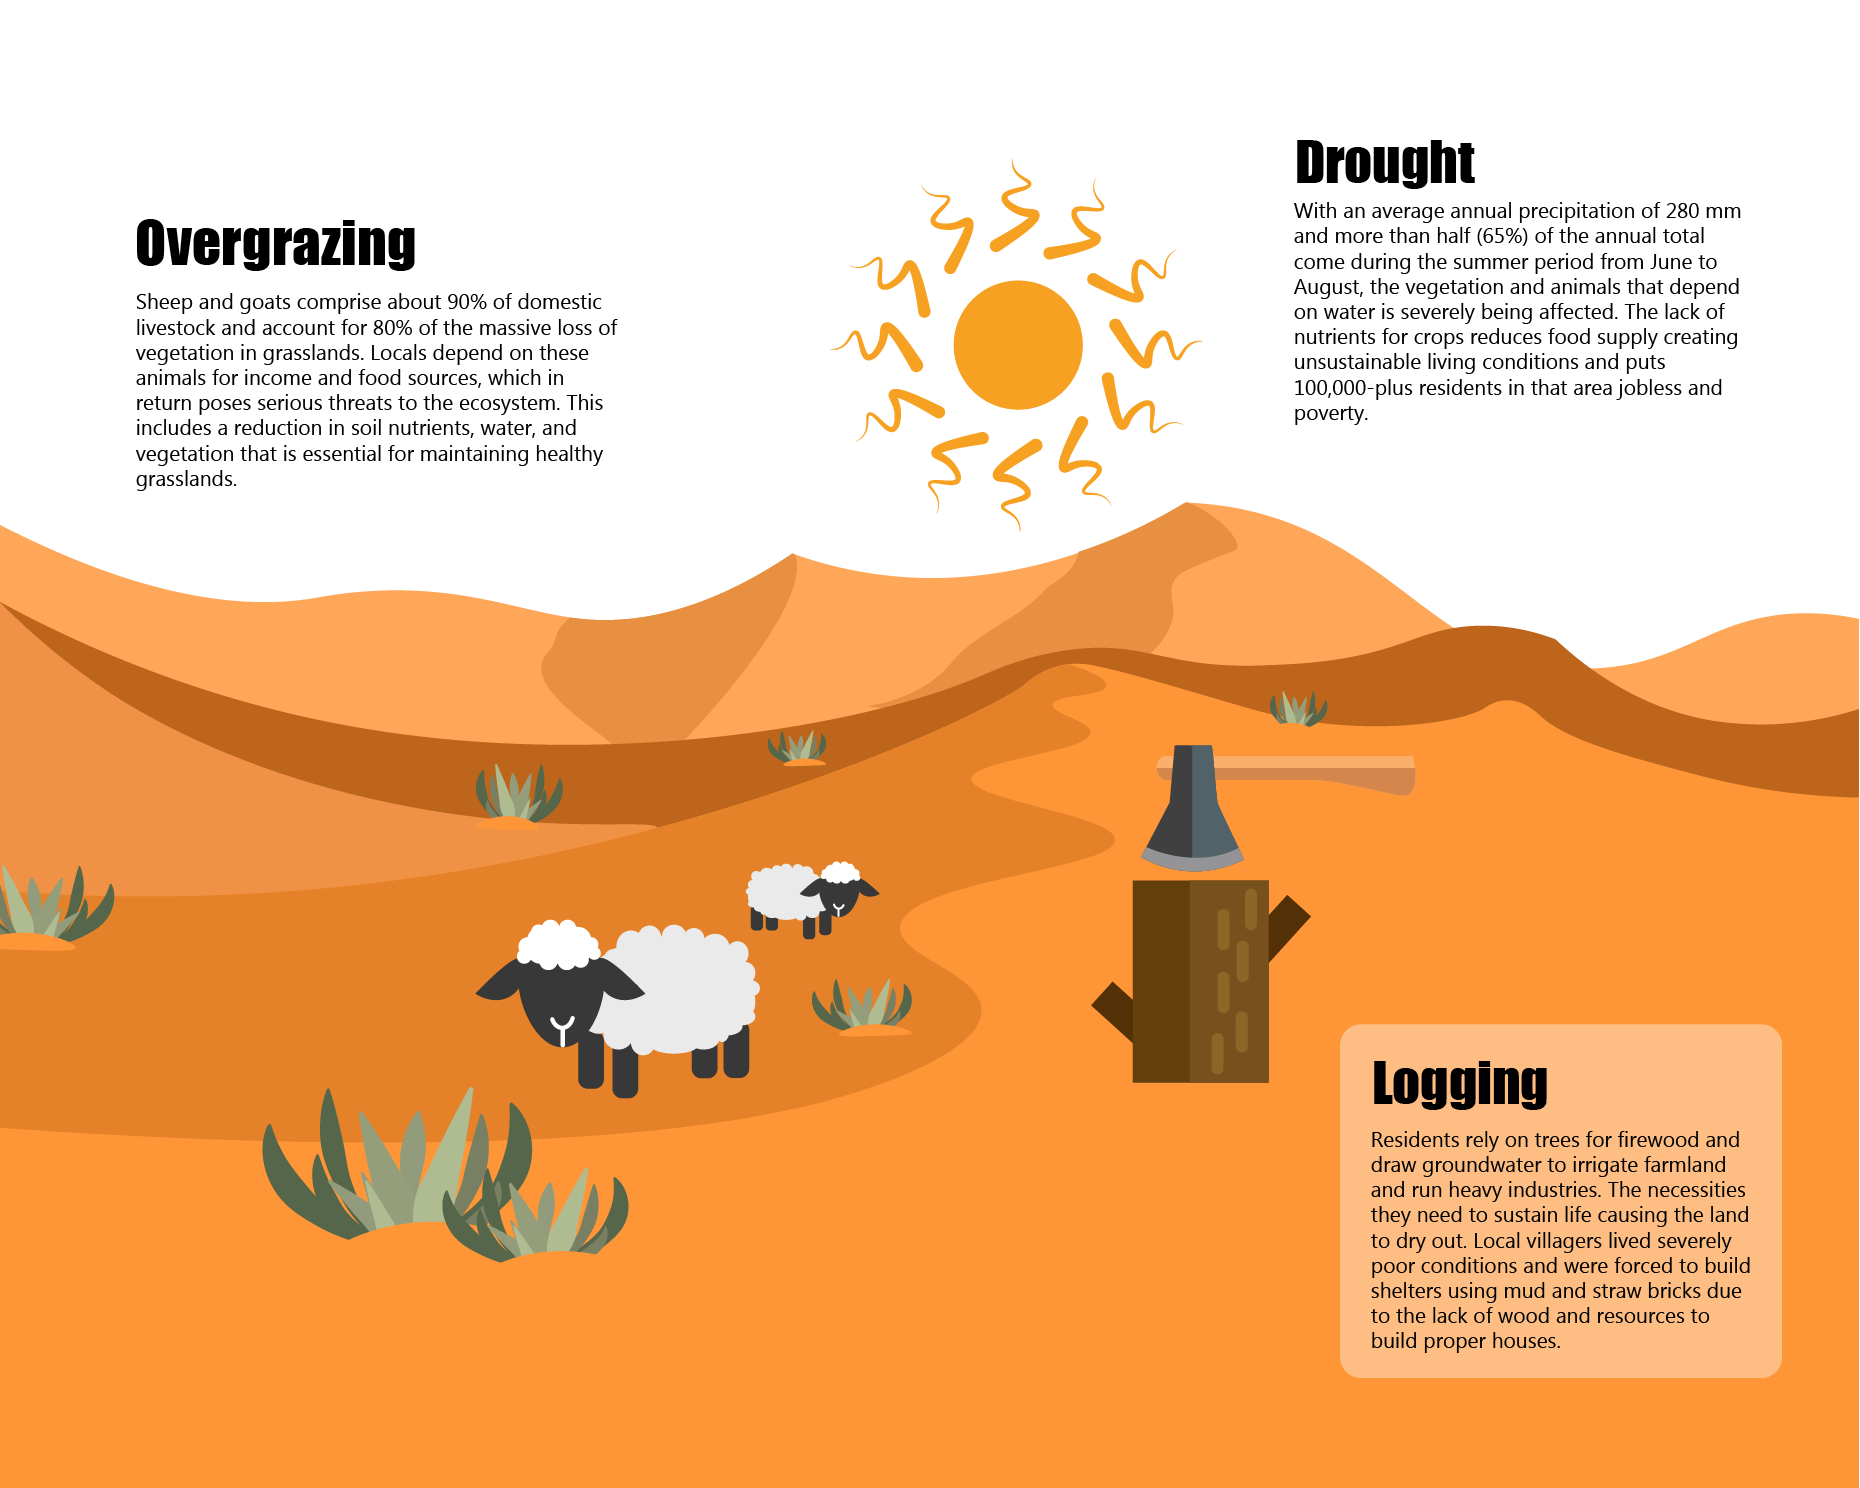 Overgrazing
Sheep and goats comprise about 90% of domestic
livestock and account for 80% of the massive loss of
vegetation in grasslands. Locals depend on these
animals for income and food sources, which in
return poses serious threats to the ecosystem. This
includes a reduction in soil nutrients, water, and
vegetation that is essential for maintaining healthy
grasslands.
Drought
With an average annual precipitation of 280 mm
and more than half (65%) of the annual total
come during the summer period from June to
August, the vegetation and animals that depend
on water is severely being affected. The lack of
nutrients for crops reduces food supply creating
unsustainable living conditions and puts
100,000-plus residents in that area jobless and
poverty.
Logging
Residents rely on trees for firewood and
draw groundwater to irrigate farmland
and run heavy industries. The necessities
they need to sustain life causing the land
to dry out. Local villagers lived severely
poor conditions and were forced to build
shelters using mud and straw bricks due
to the lack of wood and resources to
build proper houses.